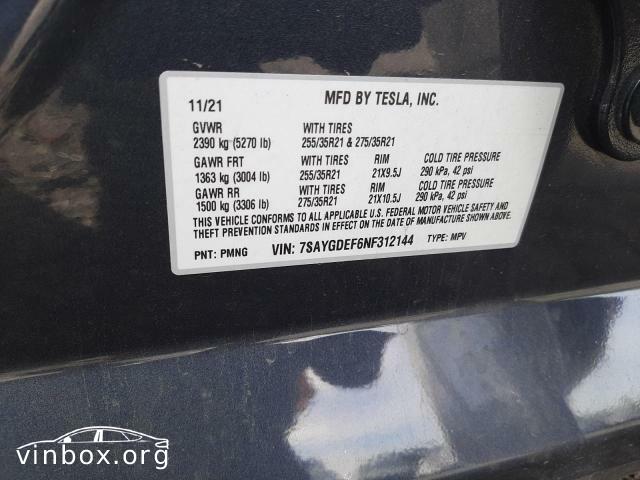 11/21 MFD BY TESLA, INC.
GVWR WITH TIRES
2390 kg (5270 lb) 255/35R21 & 275/35R21
GAWR FRT WITH TIRES RIM COLD TIRE PRESSURE
1363 kg (3004 lb) 255/35R21 21X9.5J 290 kPa, 42 psi
GAWR RR WITH TIRES RIM COLD TIRE PRESSURE
1500 kg (3306 lb) 275/35R21 21X10.5J 290 kPa, 42 psi
THIS VEHICLE CONFORMS TO ALL APPLICABLE U.S. FEDERAL MOTOR VEHICLE SAFETY AND
THEFT PREVENTION STANDARDS IN EFFECT ON THE DATE OF MANUFACTURE SHOWN ABOVE.
PNT: PMNG VIN: 7SAYGDEF6NF312144 TYPE: MPV
vinbox.org